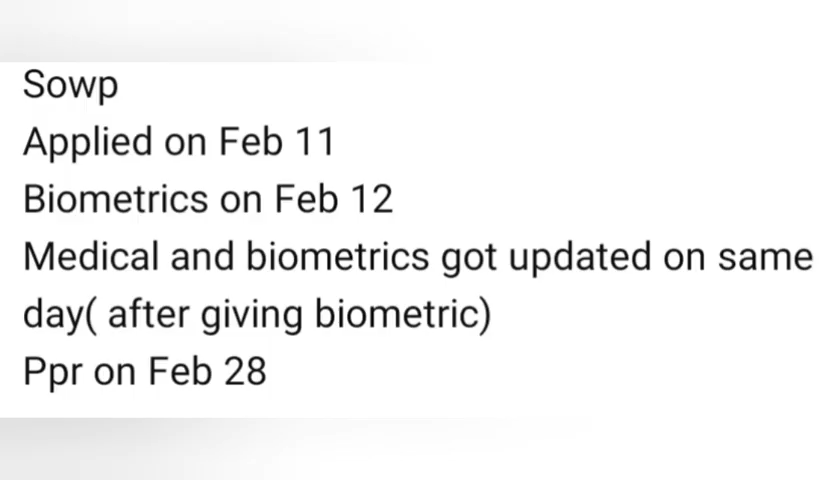 Sowp
Applied on Feb 11
Biometrics on Feb 12
Medical and biometrics got updated on same
day( after giving biometric)
Ppr on Feb 28